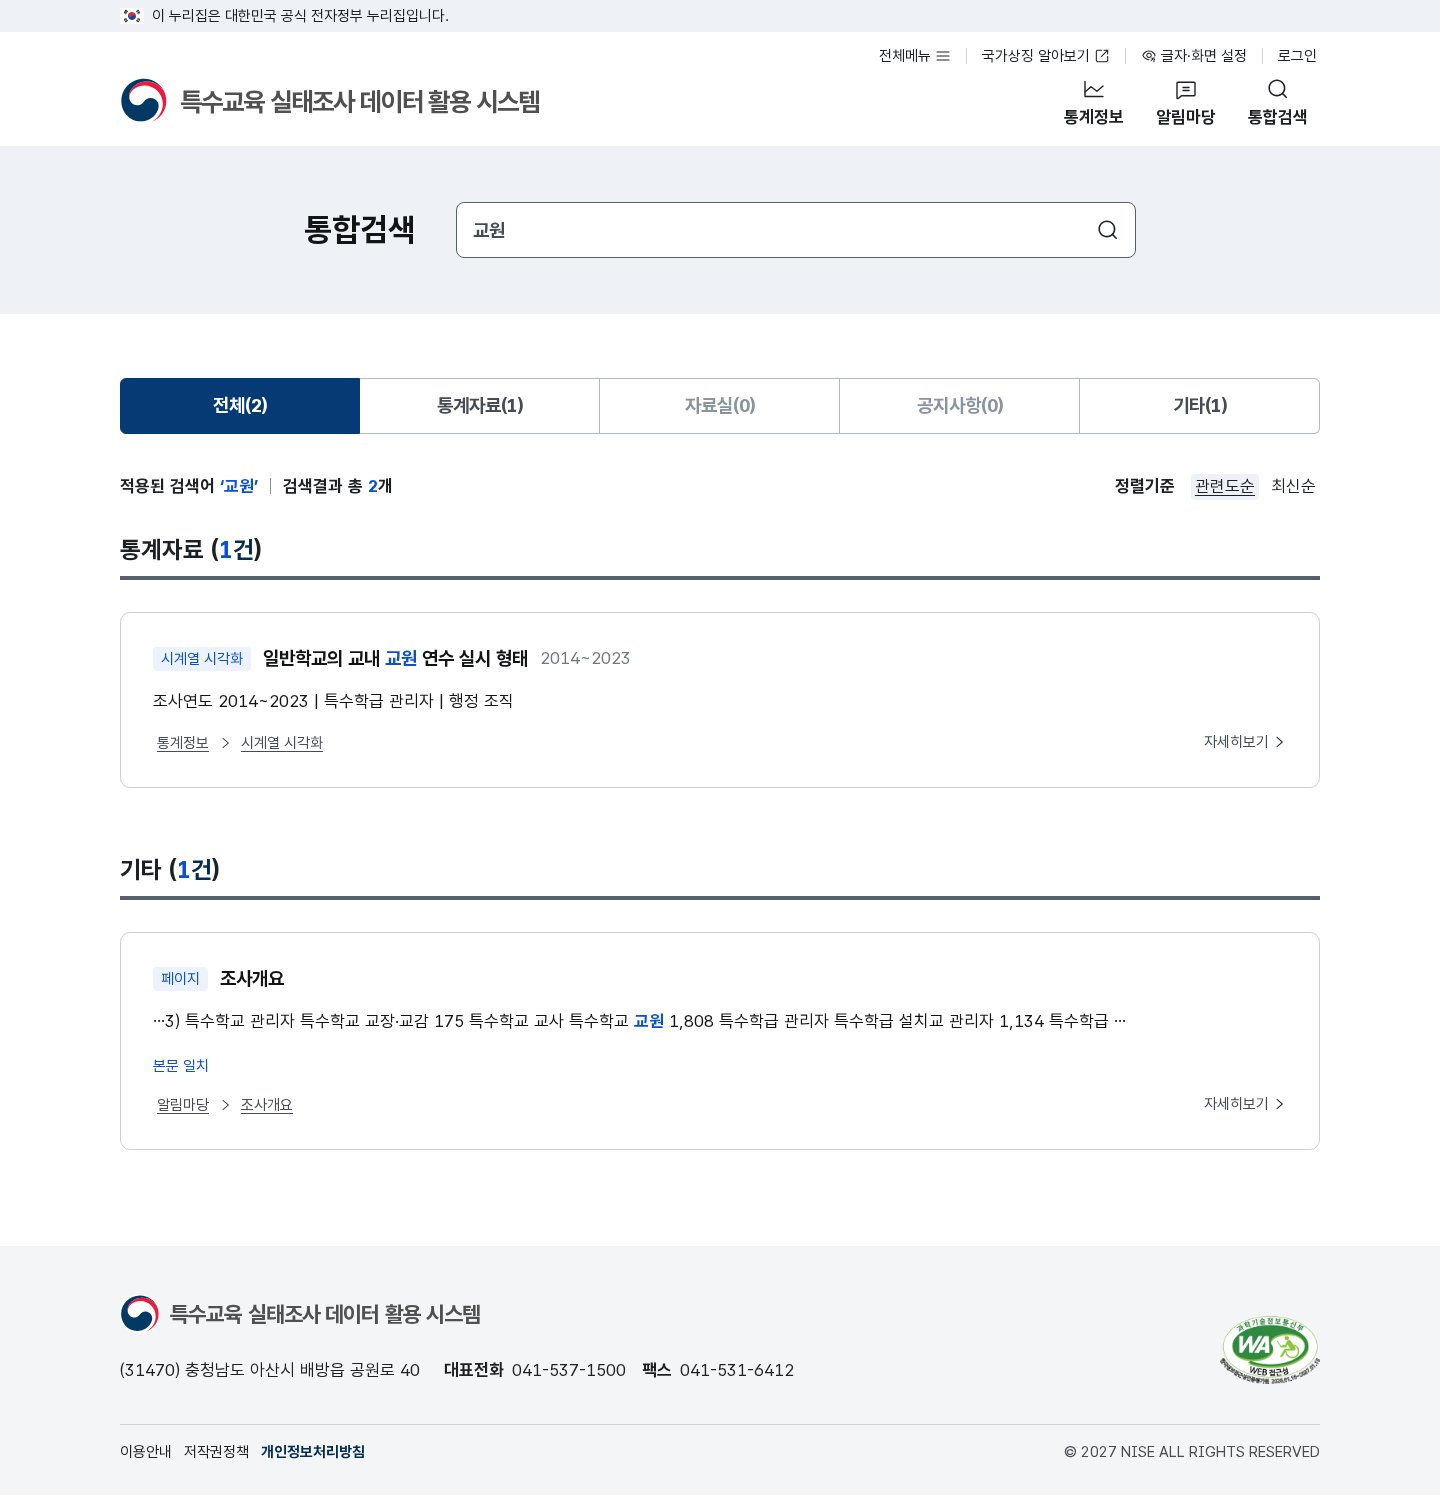 이 누리집은 대한민국 공식 전자정부 누리집입니다.
전체메뉴 국가상징 알아보기 글자·화면 설정 로그인
특수교육 실태조사 데이터 활용 시스템
통계정보 알림마당 통합검색
통합검색 교원
전체(2) 통계자료(1) 자료실(0) 공지사항(0) 기타(1)
적용된 검색어 ‘교원’ 검색결과 총 2개 정렬기준 관련도순 최신순
통계자료 (1건)
시계열 시각화 일반학교의 교내 교원 연수 실시 형태 2014~2023
조사연도 2014~2023 | 특수학급 관리자 | 행정 조직
통계정보 > 시계열 시각화 자세히보기 >
기타 (1건)
페이지 조사개요
···3) 특수학교 관리자 특수학교 교장·교감 175 특수학교 교사 특수학교 교원 1,808 특수학급 관리자 특수학급 설치교 관리자 1,134 특수학급 ···
본문 일치
알림마당 > 조사개요 자세히보기 >
특수교육 실태조사 데이터 활용 시스템
과학기술정보통신부
WA
WEB 접근성
(31470) 충청남도 아산시 배방읍 공원로 40 대표전화 041-537-1500 팩스 041-531-6412
이용안내 저작권정책 개인정보처리방침 © 2027 NISE ALL RIGHTS RESERVED